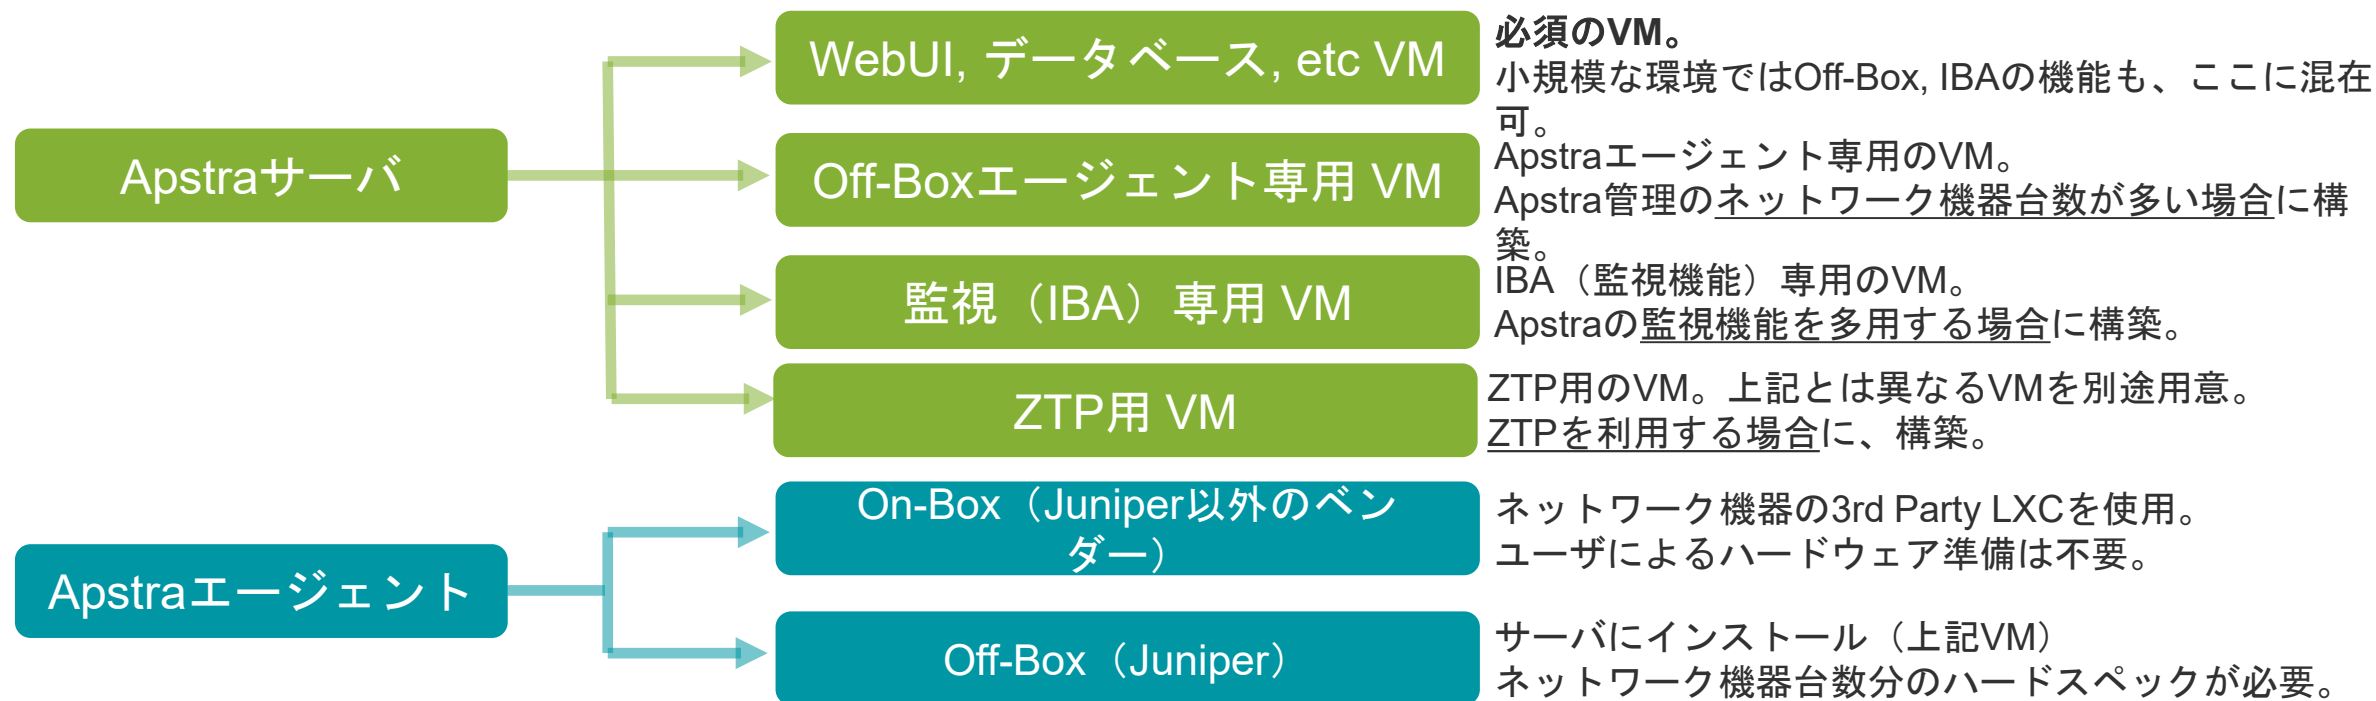 Apstraサーバ
WebUI, データベース, etc VM
必須のVM。
小規模な環境ではOff-Box, IBAの機能も、ここに混在
可。
Off-Boxエージェント専用 VM
Apstraエージェント専用のVM。
Apstra管理のネットワーク機器台数が多い場合に構
築。
監視（IBA）専用 VM
IBA（監視機能）専用のVM。
Apstraの監視機能を多用する場合に構築。
ZTP用 VM
ZTP用のVM。上記とは異なるVMを別途用意。
ZTPを利用する場合に、構築。
Apstraエージェント
On-Box（Juniper以外のベン
ダー）
ネットワーク機器の3rd Party LXCを使用。
ユーザによるハードウェア準備は不要。
Off-Box（Juniper）
サーバにインストール（上記VM）
ネットワーク機器台数分のハードスペックが必要。